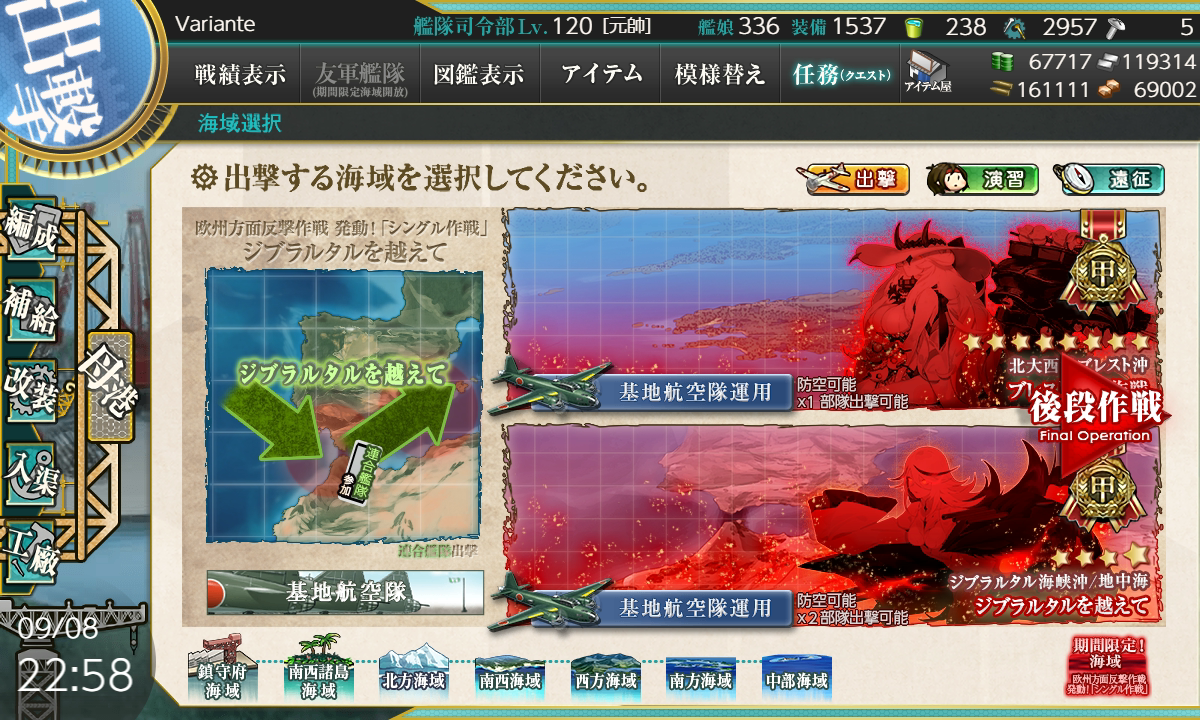 出撃
Variante
艦隊司令部Lv.120 [元帥]
艦娘336 装備1537 238 2957 5
戦績表示
友軍艦隊
(期間限定海域開放)
図鑑表示
アイテム
模様替え
任務(クエスト)
アイテム屋
67717 119314
161111 69002
海域選択
出撃する海域を選択してください。
出撃
演習
遠征
編成
補給
改装
入渠
工廠
母港
欧州方面反撃作戦 発動!「シングル作戦」
ジブラルタルを越えて
ジブラルタルを越えて
連合艦隊
参加
連合艦隊出撃
基地航空隊
甲
基地航空隊運用
防空可能
x1 部隊出撃可能
後段作戦
Final Operation
甲
基地航空隊運用
防空可能
x2 部隊出撃可能
ジブラルタル海峡沖/地中海
ジブラルタルを越えて
09/08
22:58
鎮守府
海域
南西諸島
海域
北方海域
南西海域
西方海域
南方海域
中部海域
期間限定!
海域
欧州方面反撃作戦
発動!「シングル作戦」